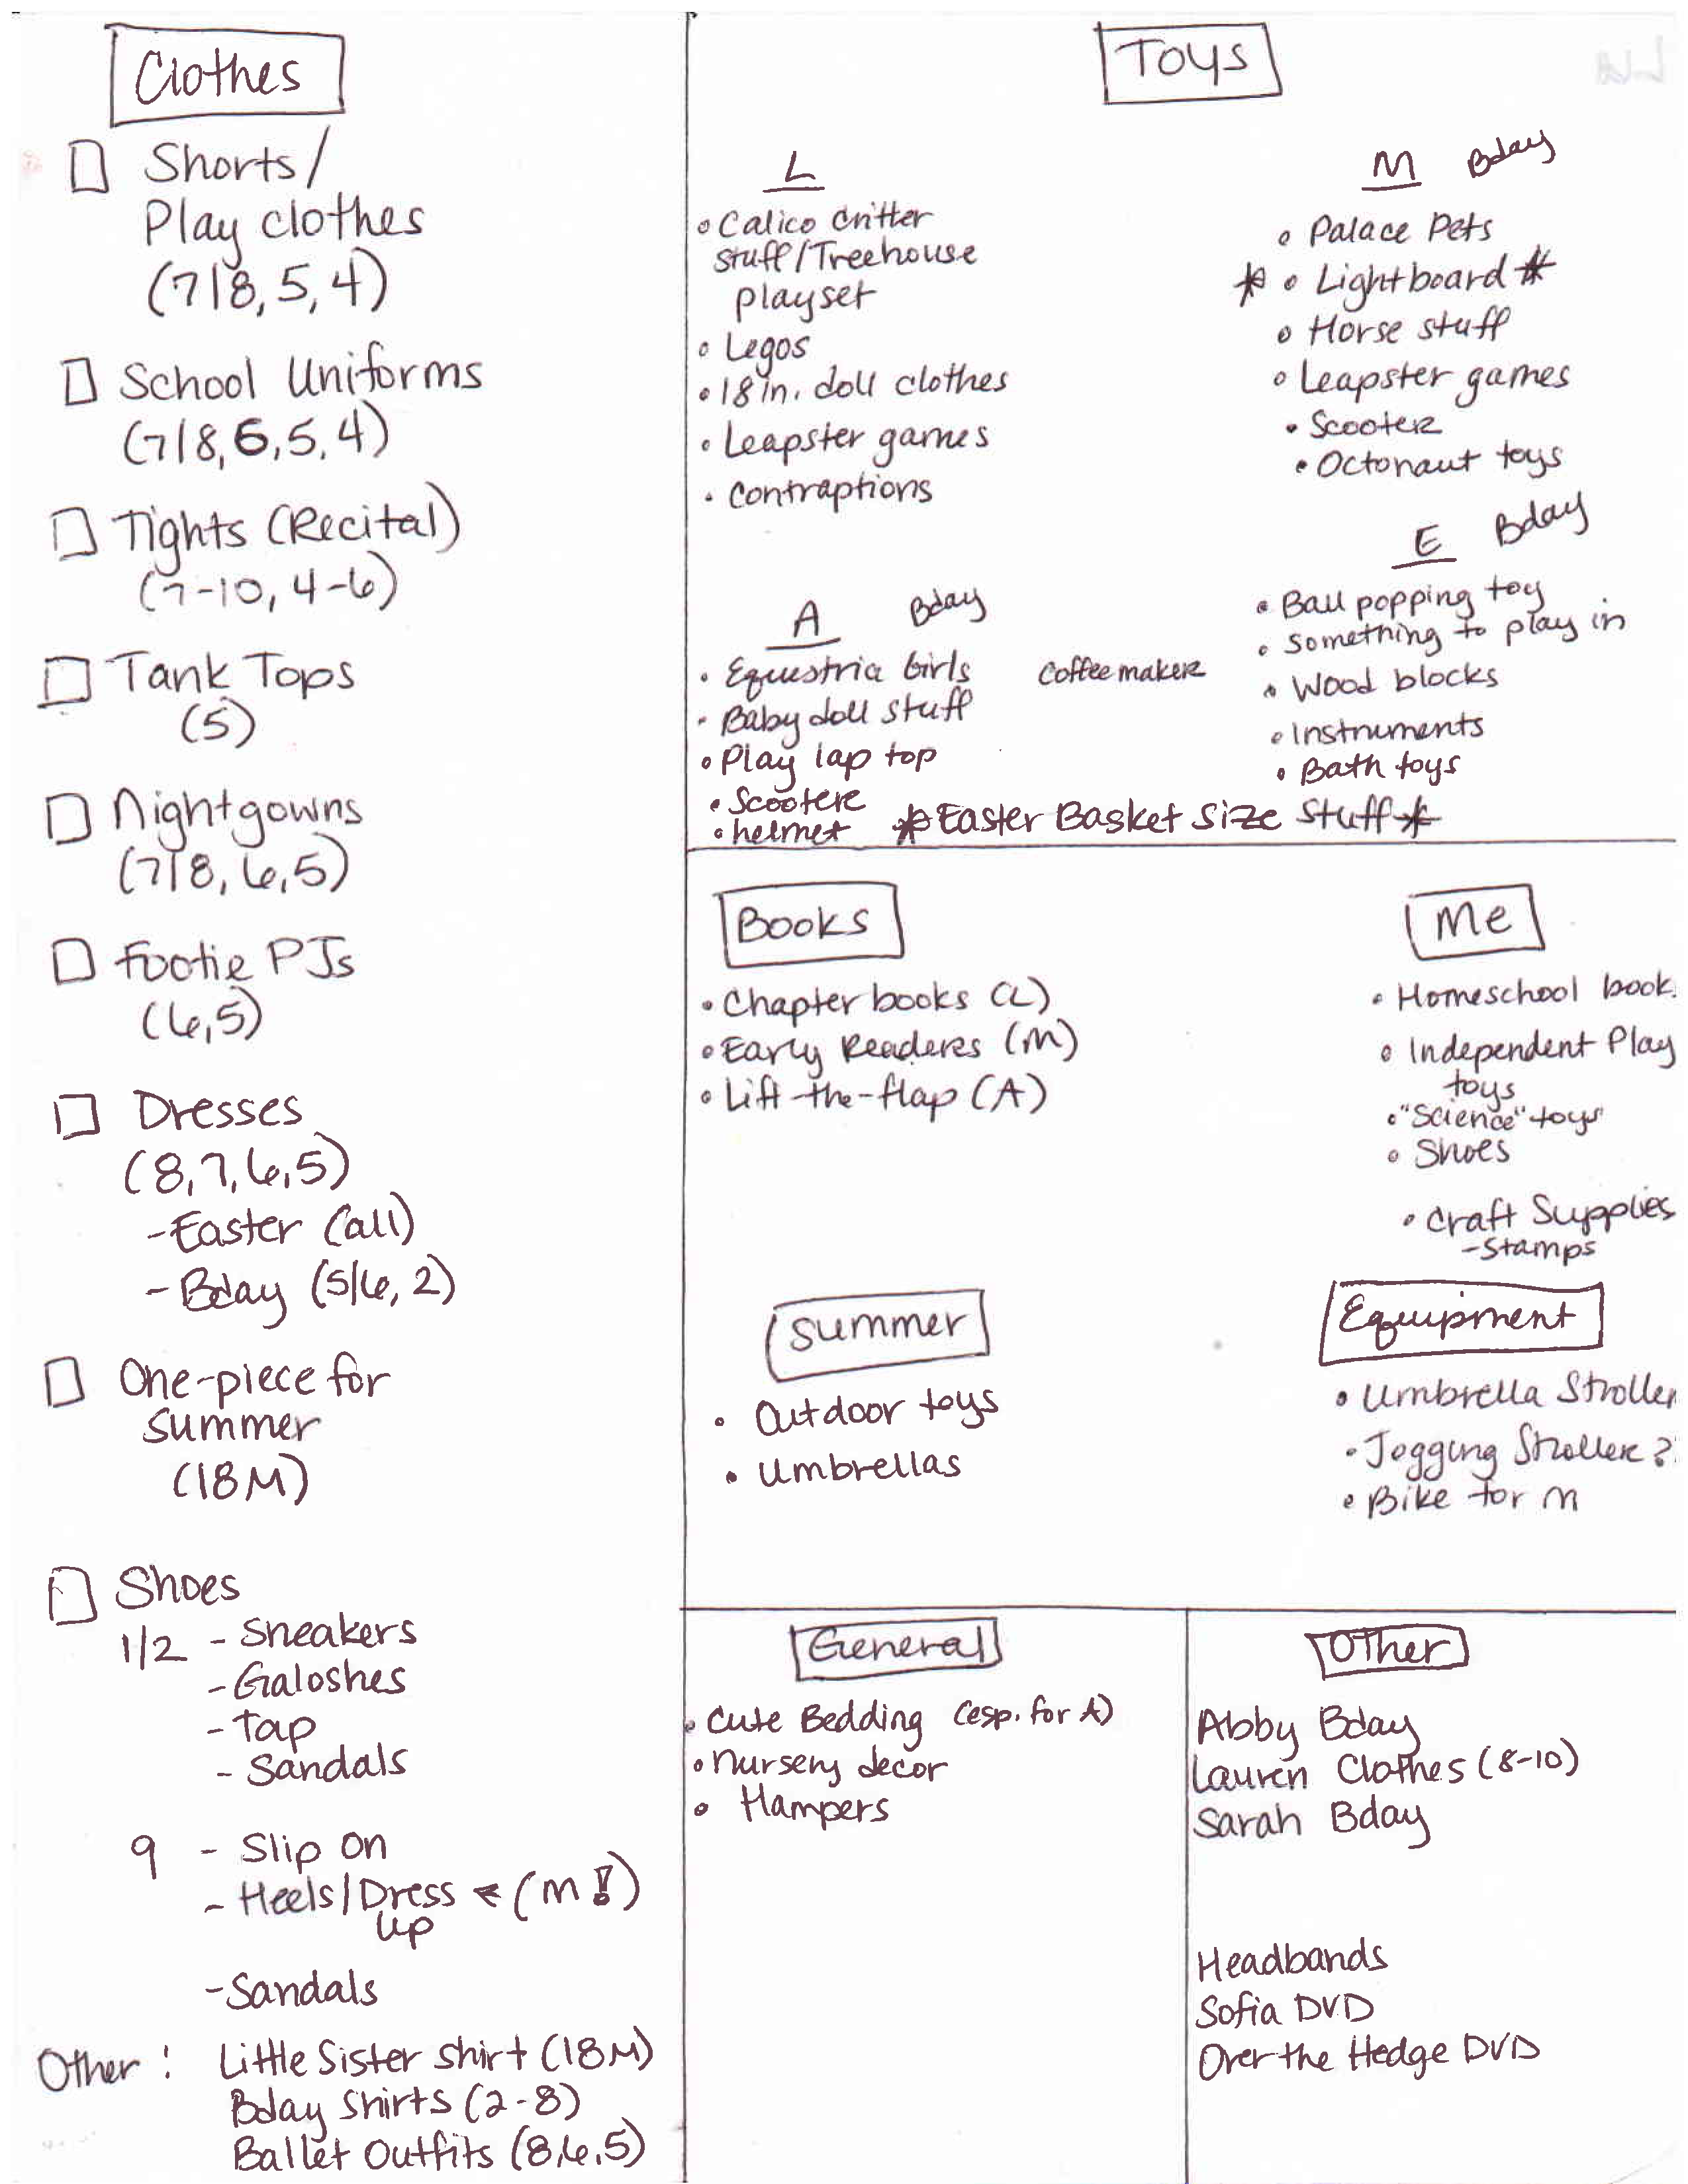 Clothes
Shorts/
Play clothes
(7/8, 5, 4)
School Uniforms
(7/8, 6, 5, 4)
Tights (Recital)
(7-10, 4-6)
Tank Tops
(5)
Nightgowns
(7/8, 6, 5)
Footie PJs
(6, 5)
Dresses
(8, 7, 6, 5)
- Easter (all)
- Bday (5/6, 2)
One-piece for
summer
(18M)
Shoes
1/2 - Sneakers
- Galoshes
- Tap
- Sandals
9 - Slip on
- Heels/Dress ← (M!)
up
- Sandals
Other: Little Sister shirt (18M)
Bday Shirts (2-8)
Ballet Outfits (8, 6, 5)
Toys
L
• Calico Critter
stuff/Treehouse
playset
• Legos
• 18 in. doll clothes
• Leapster games
• Contraptions
M Bday
• Palace Pets
* • Lightboard *
• Horse stuff
• Leapster games
• Scooter
• Octonaut toys
A Bday
• Equestria Girls
Coffee maker
• Baby doll stuff
• Play lap top
• Scooter
• helmet
E Bday
• Ball popping toy
• Something to play in
• Wood blocks
• Instruments
• Bath toys
* Easter Basket Size Stuff *
Books
• Chapter books (L)
• Early Readers (M)
• Lift-the-flap (A)
Me
• Homeschool book
• Independent Play
toys
• "Science" toys
• Shoes
• Craft Supplies
- Stamps
Summer
• Outdoor toys
• Umbrellas
Equipment
• Umbrella Stroller
• Jogging Stroller ?
• Bike for M
General
• Cute Bedding (esp. for A)
• Nursery decor
• Hampers
Other
Abby Bday
Lauren Clothes (8-10)
Sarah Bday
Headbands
Sofia DVD
Over the Hedge DVD